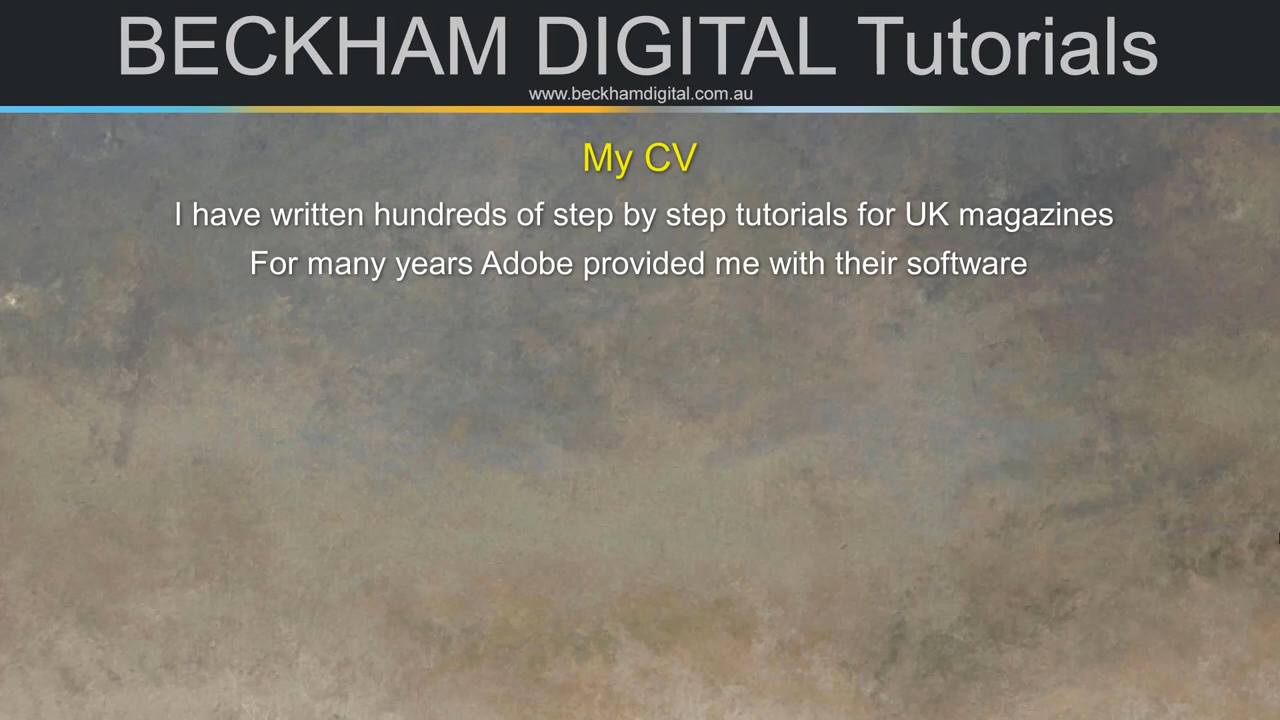 BECKHAM DIGITAL Tutorials
www.beckhamdigital.com.au
My CV
I have written hundreds of step by step tutorials for UK magazines
For many years Adobe provided me with their software